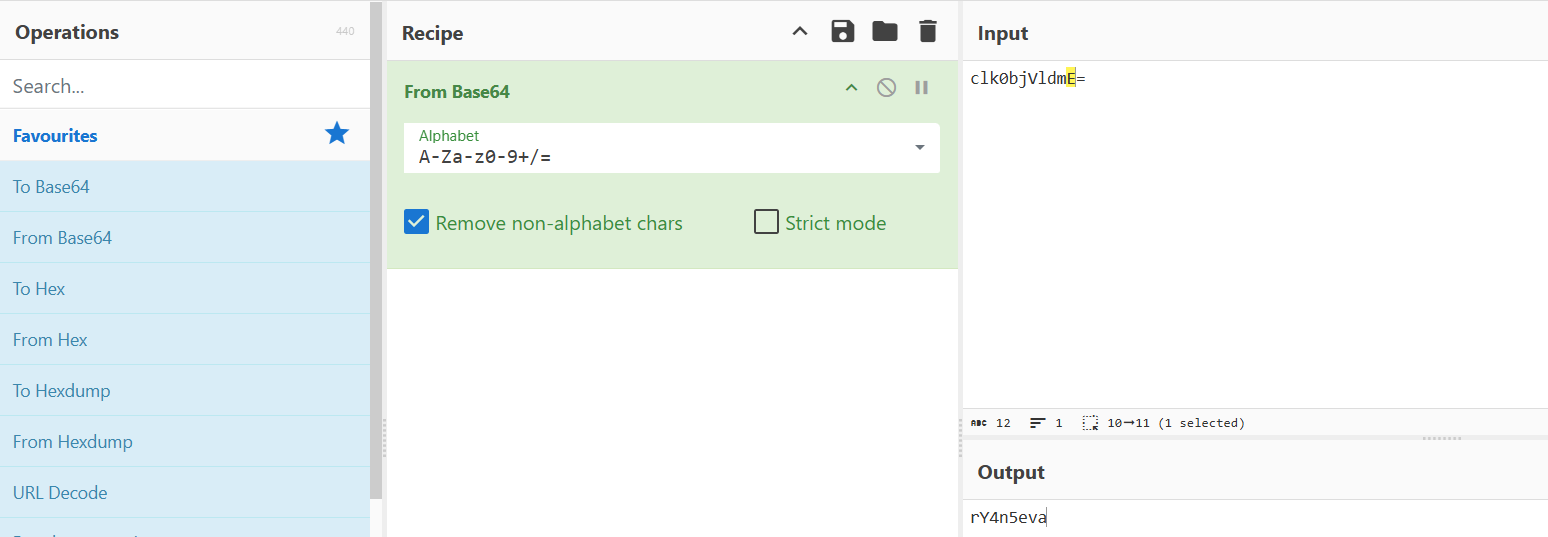 Operations
440
Search...
Favourites
To Base64
From Base64
To Hex
From Hex
To Hexdump
From Hexdump
URL Decode
Recipe
From Base64
Alphabet
A-Za-z0-9+/=
Remove non-alphabet chars
Strict mode
Input
clk0bjVldmE=
ABC 12 1 10→11 (1 selected)
Output
rY4n5eva